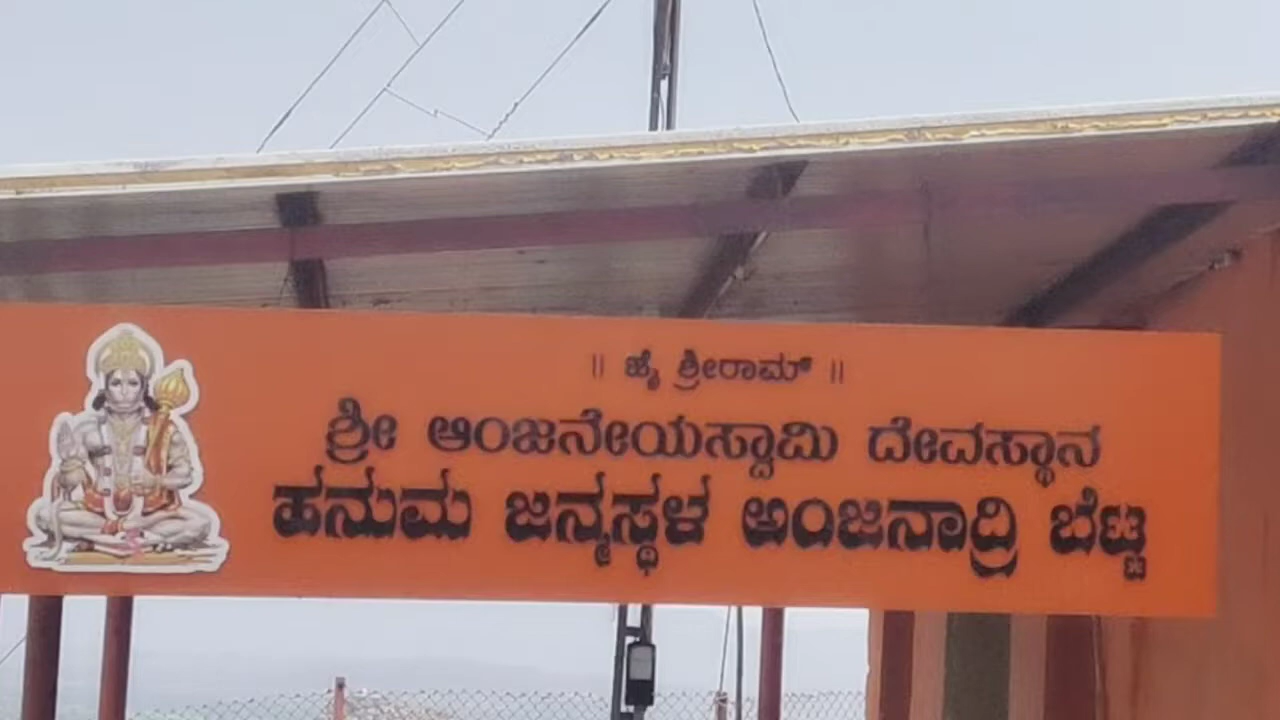 ॥ ಜೈ ಶ್ರೀರಾಮ್ ॥
ಶ್ರೀ ಆಂಜನೇಯಸ್ವಾಮಿ ದೇವಸ್ಥಾನ
ಹನುಮ ಜನ್ಮಸ್ಥಳ ಅಂಜನಾದ್ರಿ ಬೆಟ್ಟ